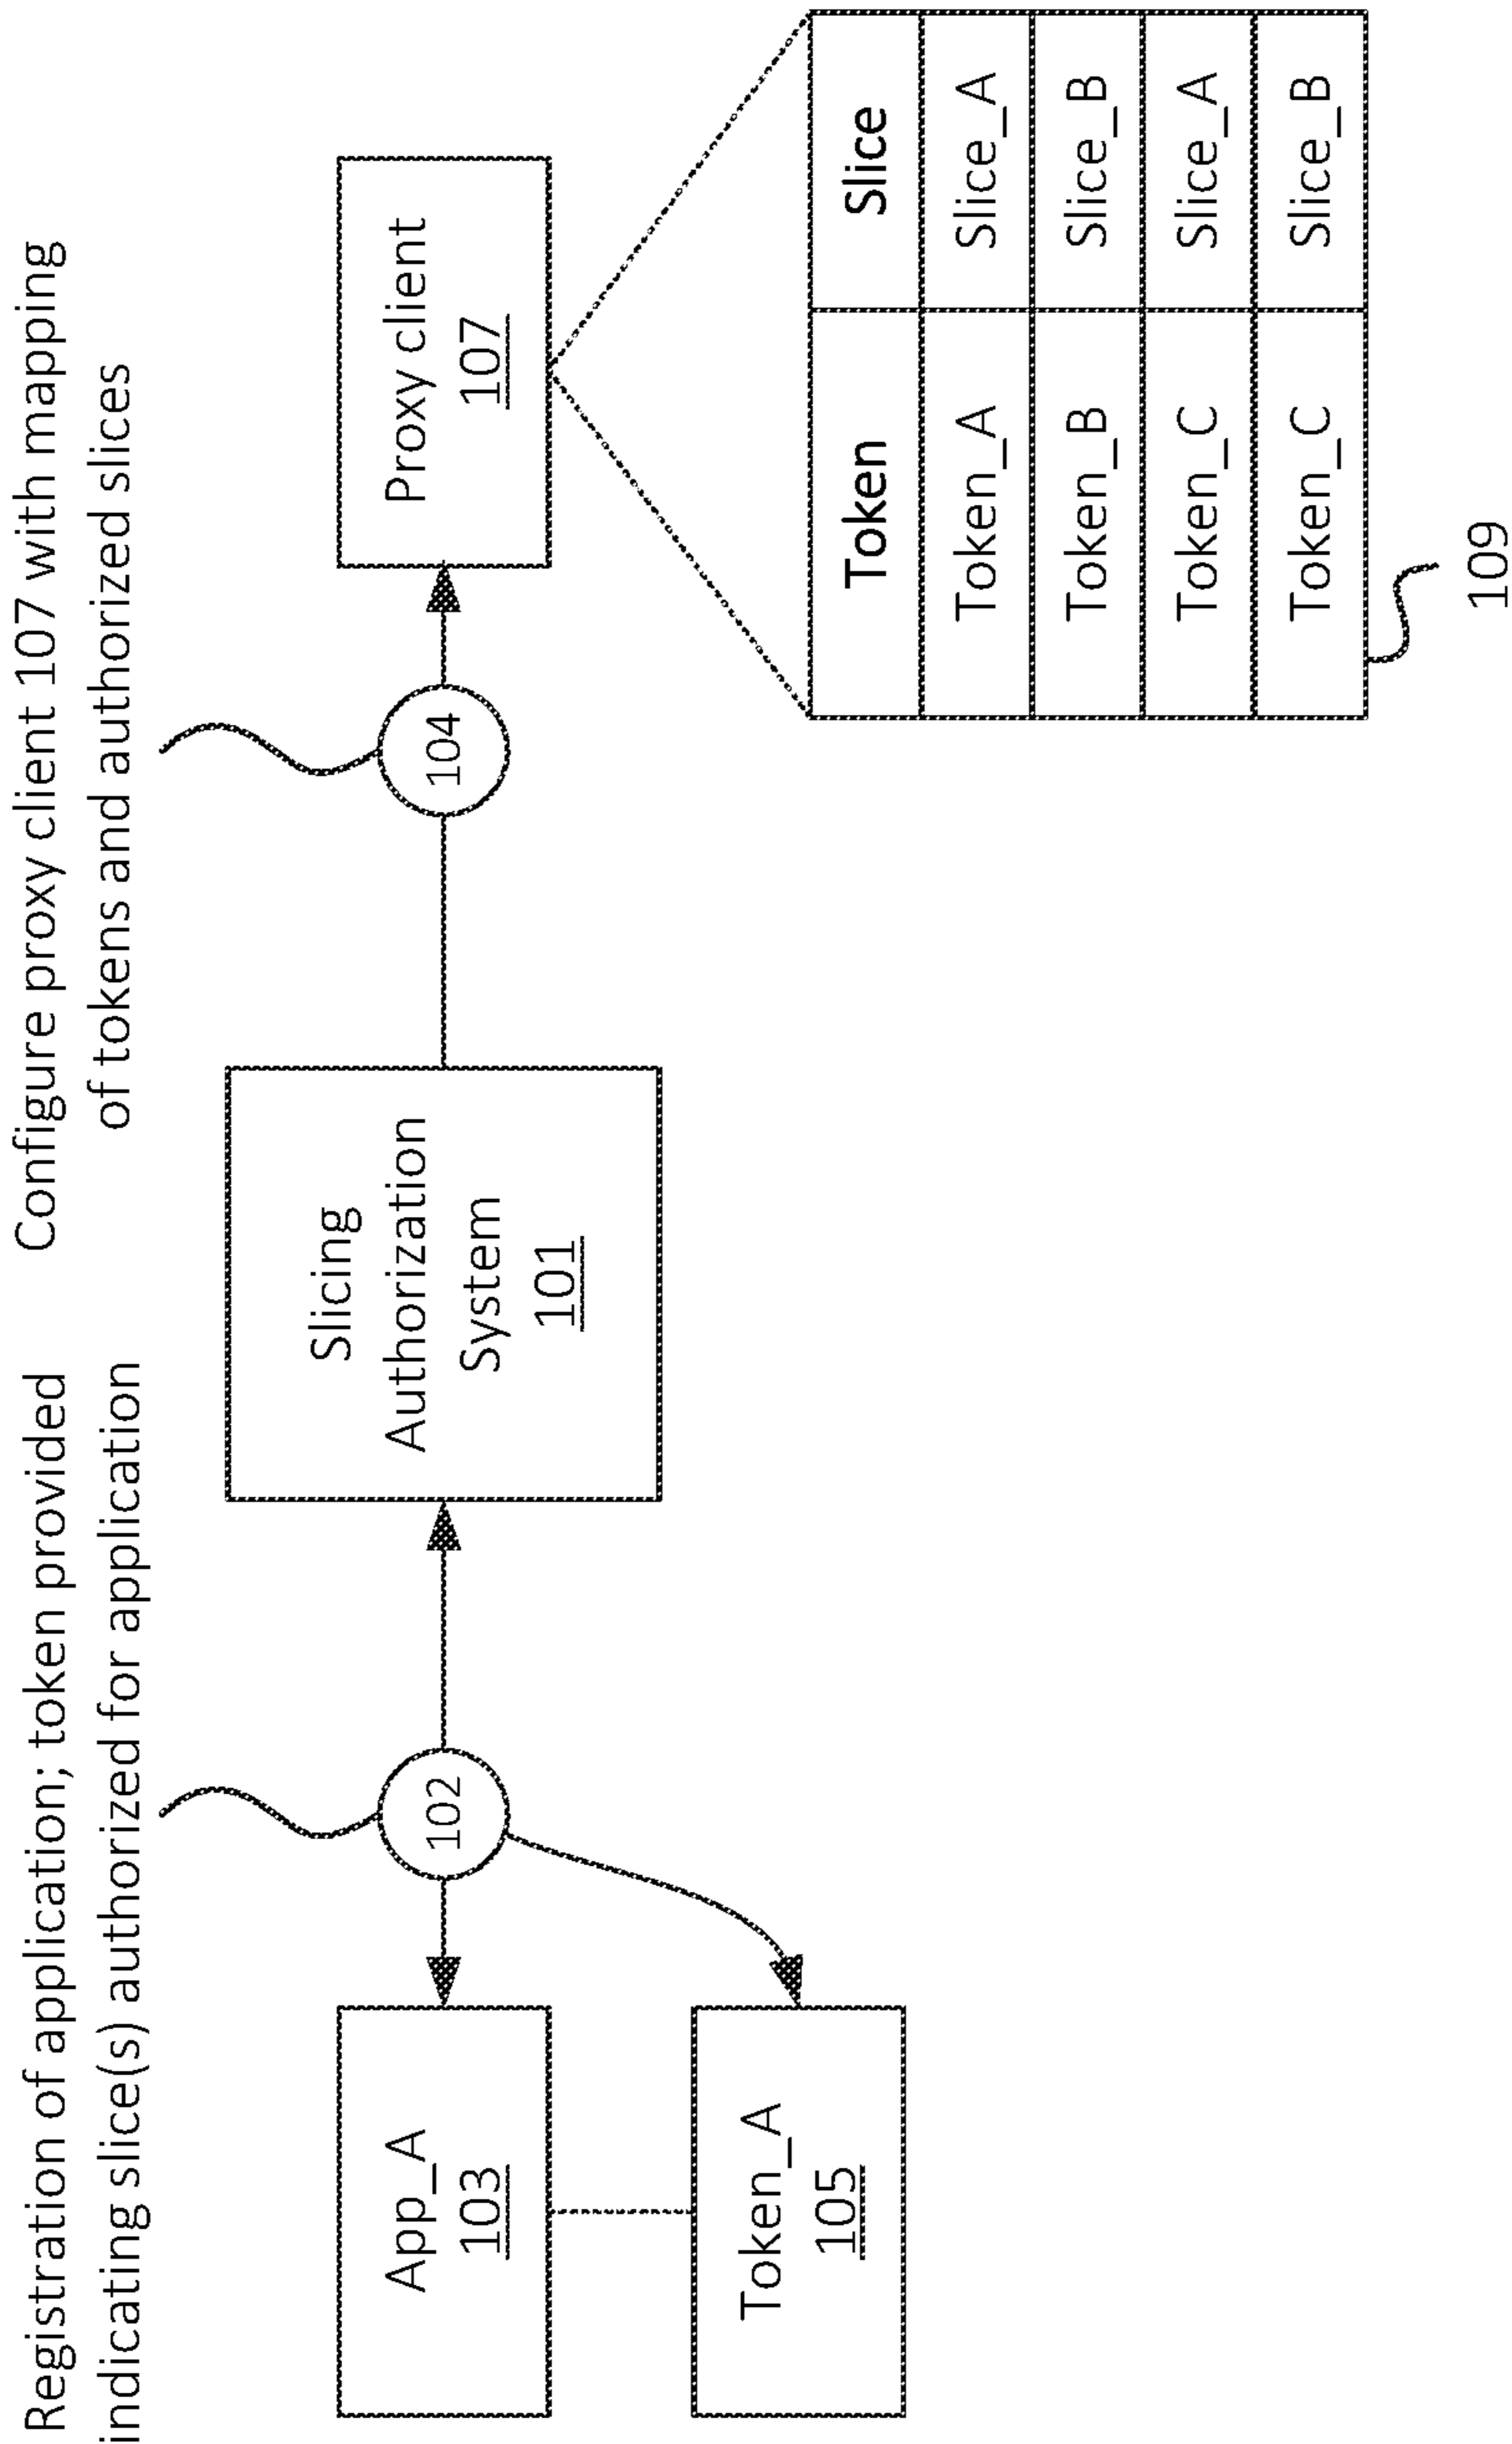 Registration of application; token provided
indicating slice(s) authorized for application
Configure proxy client 107 with mapping
of tokens and authorized slices
App_A
103
102
Token_A
105
Slicing
Authorization
System
101
104
Proxy client
107
Token Slice
Token_A Slice_A
Token_B Slice_B
Token_C Slice_A
Token_C Slice_B
109